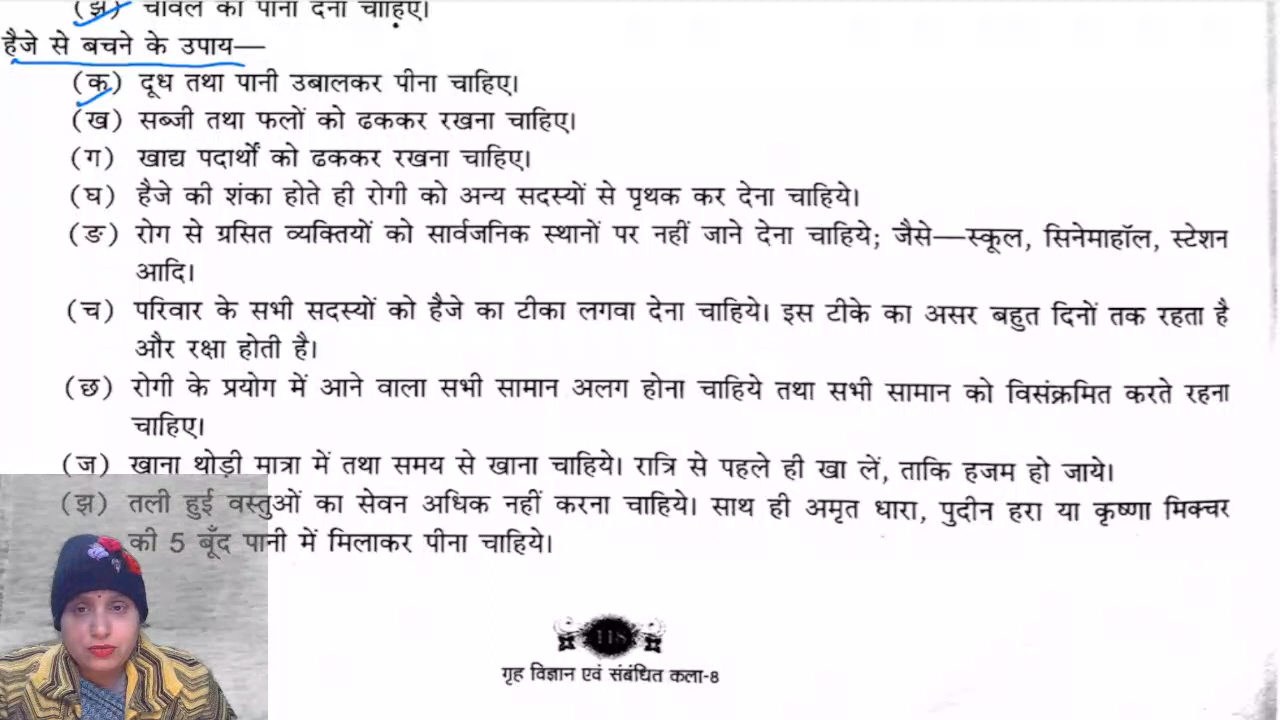 (झ) चावल का पानी देना चाहिए।
हैजे से बचने के उपाय—
(क) दूध तथा पानी उबालकर पीना चाहिए।
(ख) सब्जी तथा फलों को ढककर रखना चाहिए।
(ग) खाद्य पदार्थों को ढककर रखना चाहिए।
(घ) हैजे की शंका होते ही रोगी को अन्य सदस्यों से पृथक कर देना चाहिये।
(ङ) रोग से ग्रसित व्यक्तियों को सार्वजनिक स्थानों पर नहीं जाने देना चाहिये; जैसे—स्कूल, सिनेमाहॉल, स्टेशन
आदि।
(च) परिवार के सभी सदस्यों को हैजे का टीका लगवा देना चाहिये। इस टीके का असर बहुत दिनों तक रहता है
और रक्षा होती है।
(छ) रोगी के प्रयोग में आने वाला सभी सामान अलग होना चाहिये तथा सभी सामान को विसंक्रमित करते रहना
चाहिए।
(ज) खाना थोड़ी मात्रा में तथा समय से खाना चाहिये। रात्रि से पहले ही खा लें, ताकि हजम हो जाये।
(झ) तली हुई वस्तुओं का सेवन अधिक नहीं करना चाहिये। साथ ही अमृत धारा, पुदीन हरा या कृष्णा मिक्चर
की 5 बूँद पानी में मिलाकर पीना चाहिये।
118
गृह विज्ञान एवं संबंधित कला-8